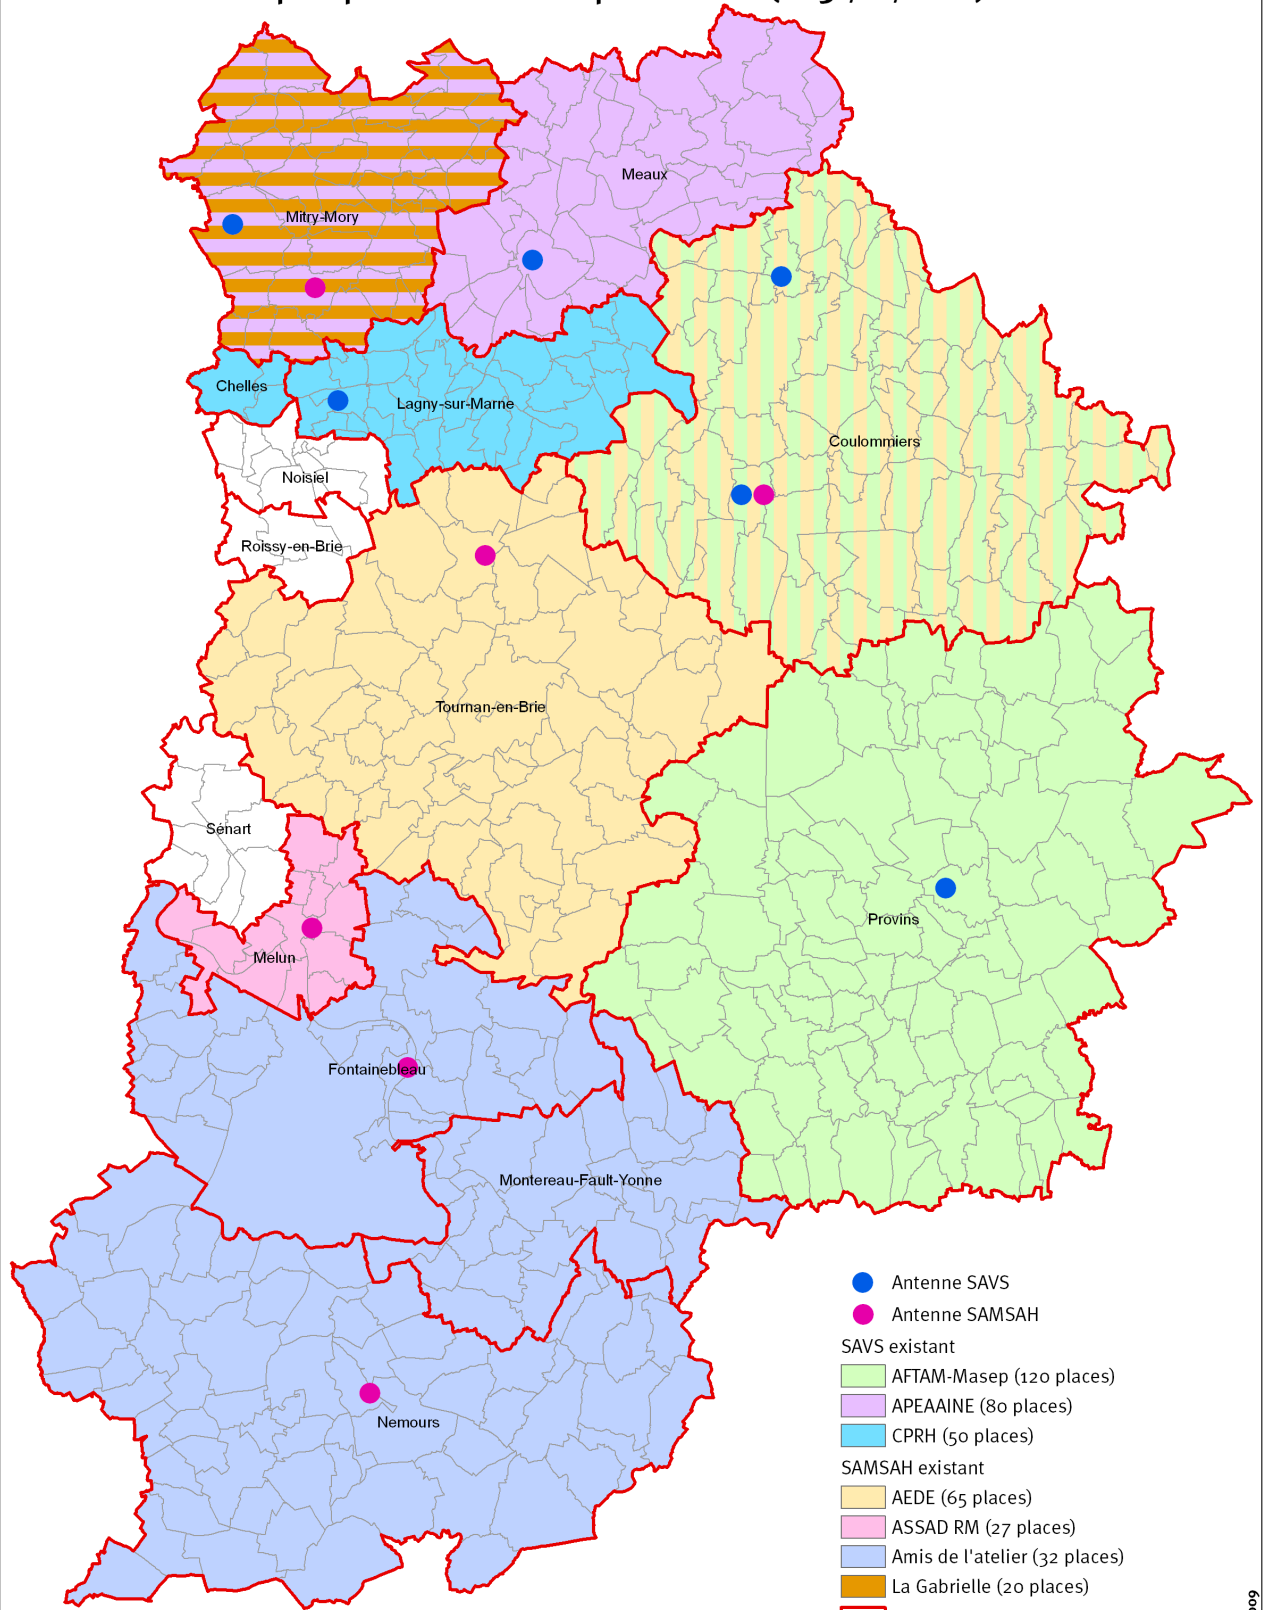 Meaux
Mitry-Mory
Chelles
Lagny-sur-Marne
Coulommiers
Noisiel
Roissy-en-Brie
Tournan-en-Brie
Sénart
Provins
Melun
Fontainebleau
Montereau-Fault-Yonne
Nemours
Antenne SAVS
Antenne SAMSAH
SAVS existant
AFTAM-Masep (120 places)
APEAAINE (80 places)
CPRH (50 places)
SAMSAH existant
AEDE (65 places)
ASSAD RM (27 places)
Amis de l'atelier (32 places)
La Gabrielle (20 places)